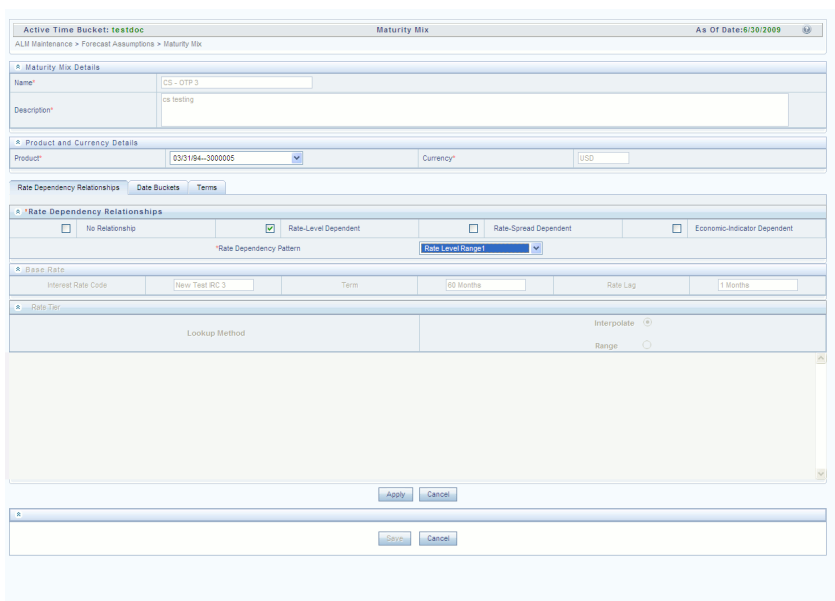 Active Time Bucket: testdoc Maturity Mix As Of Date:6/30/2009
ALM Maintenance > Forecast Assumptions > Maturity Mix
Maturity Mix Details
Name* CS - OTP 3
Description* cs testing
Product and Currency Details
Product* 03/31/94--3000005 Currency* USD
Rate Dependency Relationships Date Buckets Terms
*Rate Dependency Relationships
No Relationship Rate-Level Dependent Rate-Spread Dependent Economic-Indicator Dependent
*Rate Dependency Pattern Rate Level Range1
Base Rate
Interest Rate Code New Test IRC 3 Term 60 Months Rate Lag 1 Months
Rate Tier
Lookup Method Interpolate
Range
Apply Cancel
Save Cancel